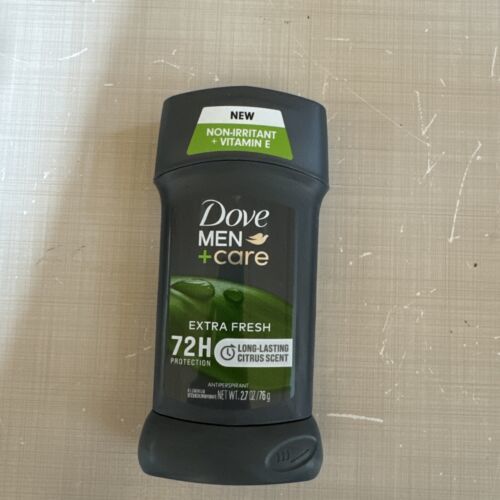 NEW
NON-IRRITANT
+ VITAMIN E
Dove
MEN
+care
EXTRA FRESH
72H
PROTECTION
LONG-LASTING
CITRUS SCENT
ANTIPERSPIRANT
NET WT. 2.7 OZ/76 g